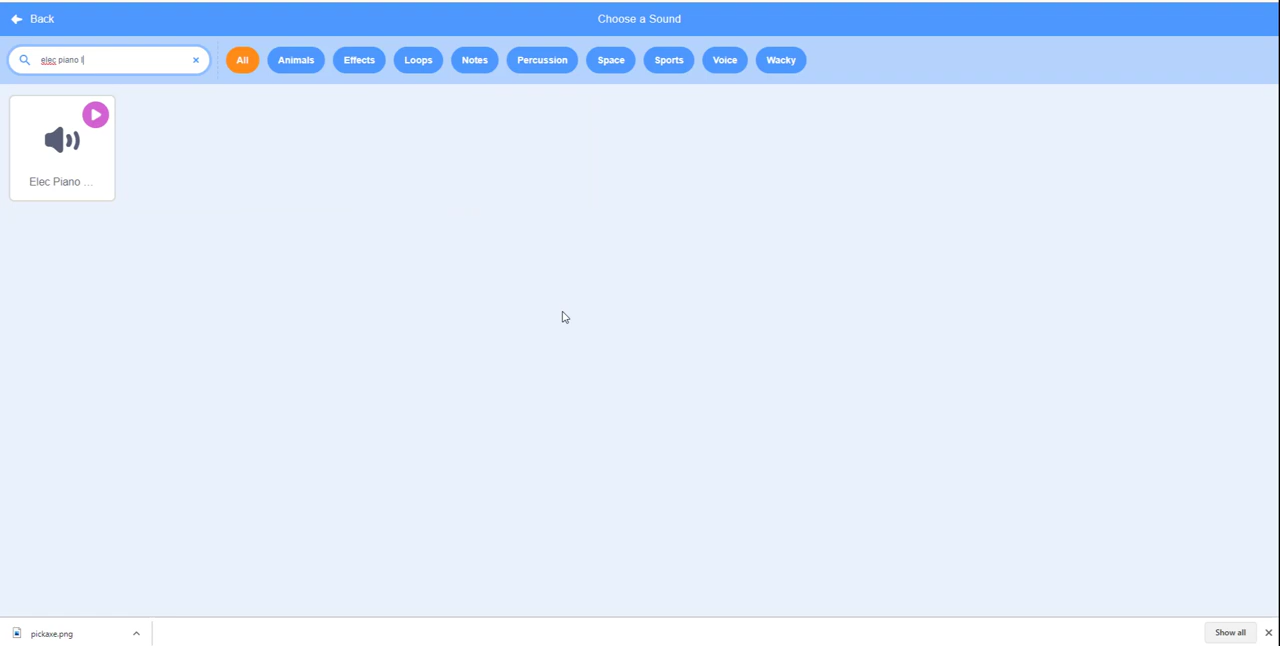 Back
Choose a Sound
elec piano l
All
Animals
Effects
Loops
Notes
Percussion
Space
Sports
Voice
Wacky
Elec Piano ...
pickaxe.png
Show all